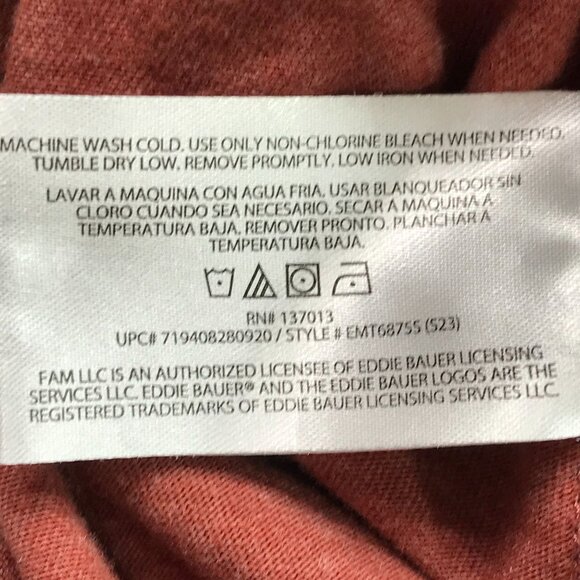 MACHINE WASH COLD. USE ONLY NON-CHLORINE BLEACH WHEN NEEDED.
TUMBLE DRY LOW. REMOVE PROMPTLY. LOW IRON WHEN NEEDED.
LAVAR A MAQUINA CON AGUA FRIA. USAR BLANQUEADOR SIN
CLORO CUANDO SEA NECESARIO. SECAR A MAQUINA A
TEMPERATURA BAJA. REMOVER PRONTO. PLANCHAR A
TEMPERATURA BAJA.
RN# 137013
UPC# 719408280920 / STYLE # EMT6875S (S23)
FAM LLC IS AN AUTHORIZED LICENSEE OF EDDIE BAUER LICENSING
SERVICES LLC. EDDIE BAUER® AND THE EDDIE BAUER LOGOS ARE THE
REGISTERED TRADEMARKS OF EDDIE BAUER LICENSING SERVICES LLC.